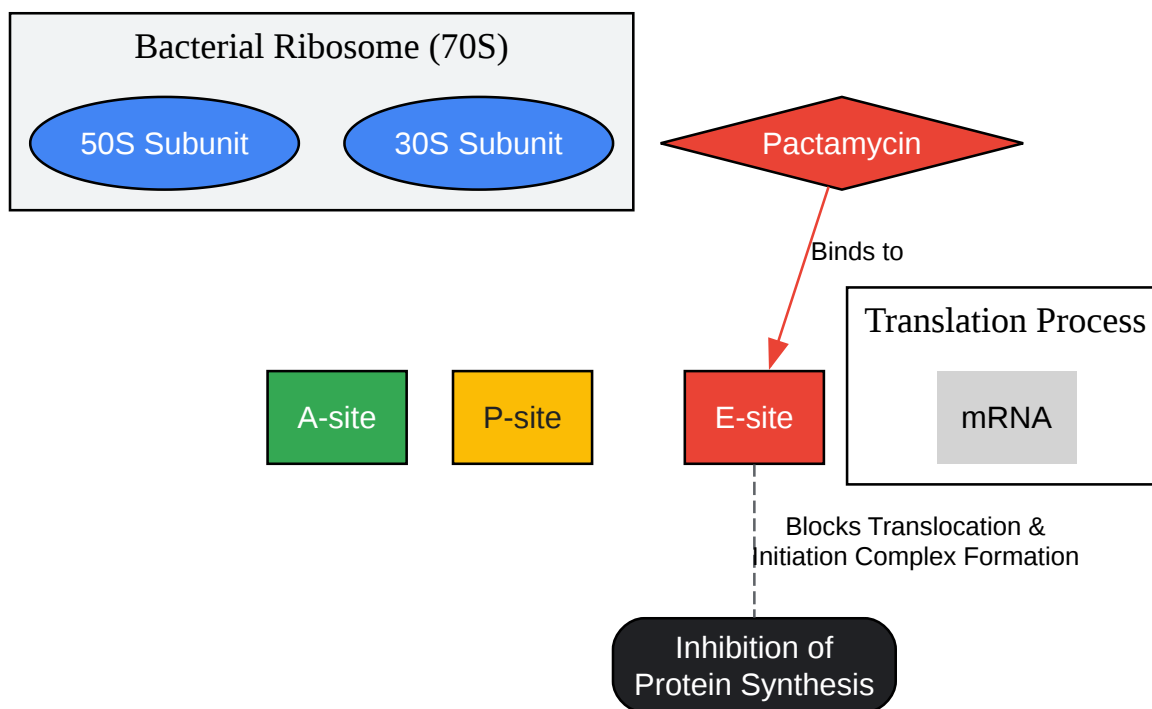 Bacterial Ribosome (70S)
50S Subunit
30S Subunit
Pactamycin
Binds to
Translation Process
A-site
P-site
E-site
mRNA
Blocks Translocation &
Initiation Complex Formation
Inhibition of
Protein Synthesis